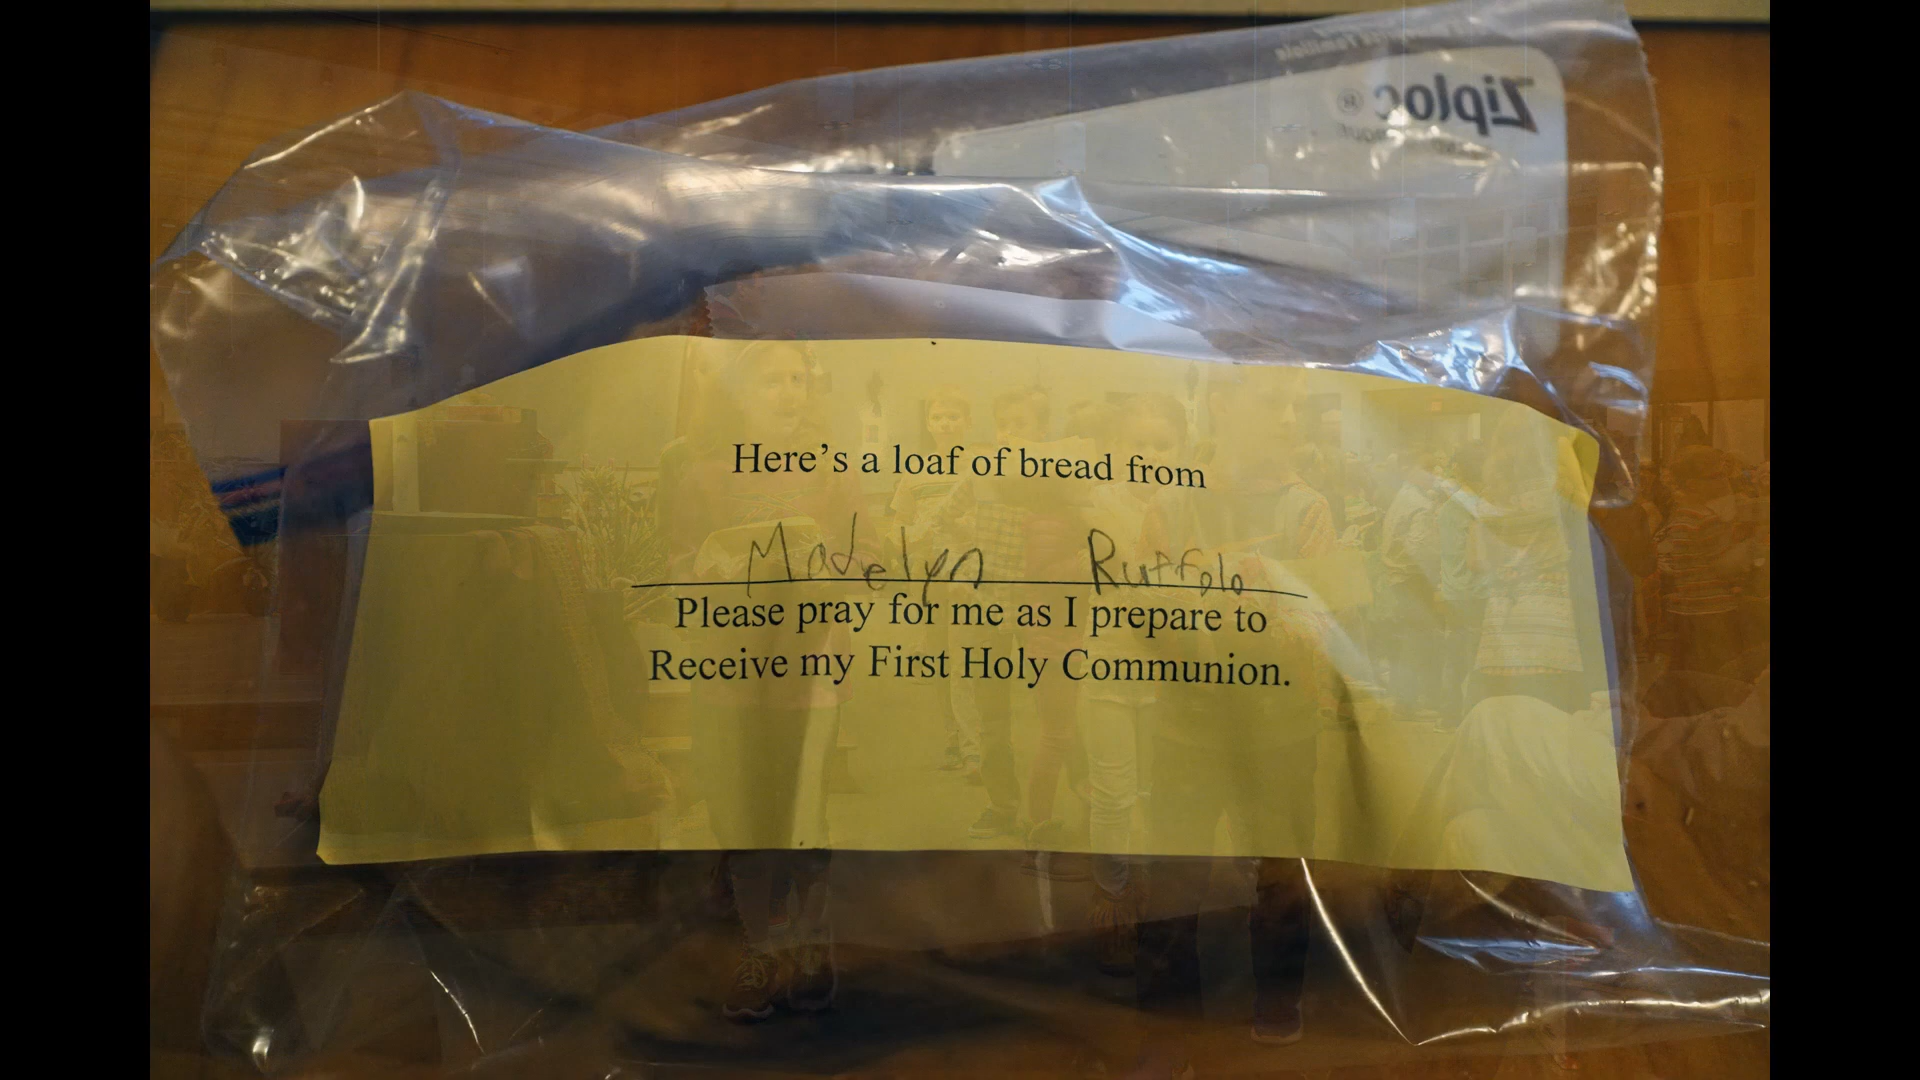 Ziploc ®
Here's a loaf of bread from
Madelyn Ruffolo
Please pray for me as I prepare to
Receive my First Holy Communion.